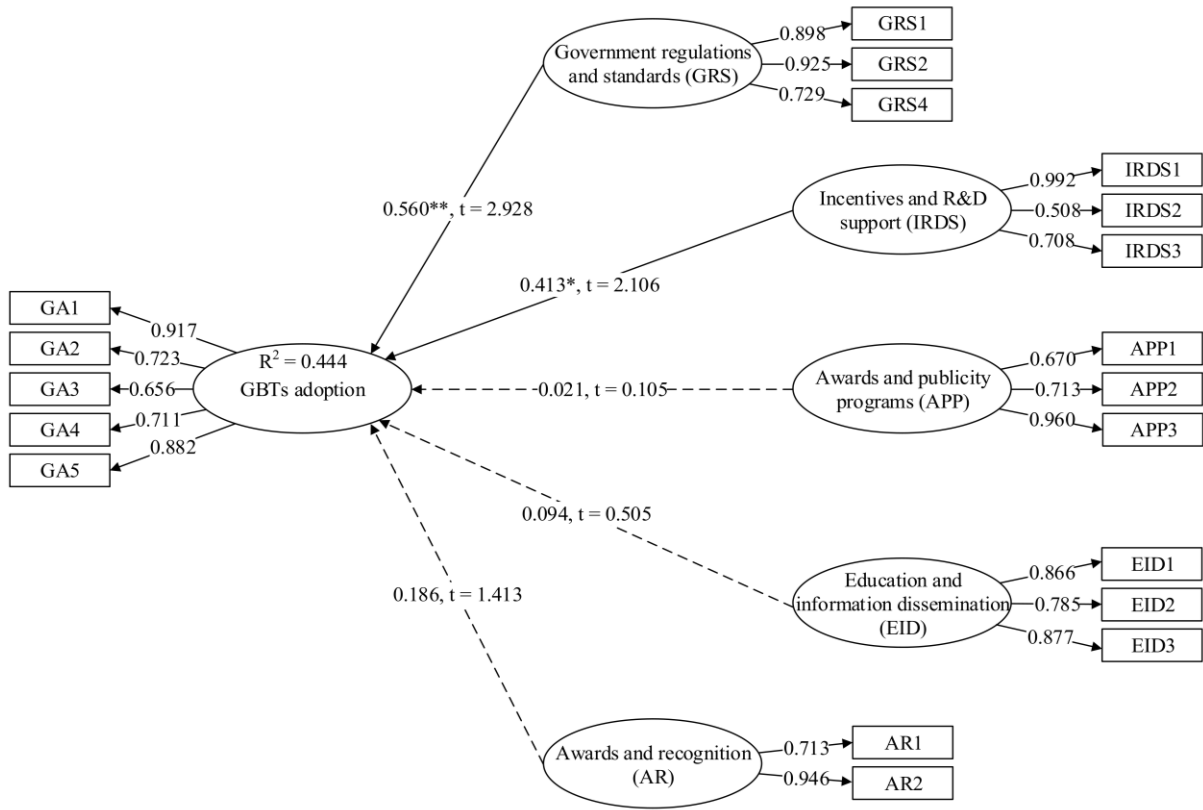 Government regulations
and standards (GRS)
0.898
GRS1
0.925
GRS2
0.729
GRS4
0.560**, t = 2.928
Incentives and R&D
support (IRDS)
0.992
IRDS1
0.508
IRDS2
0.708
IRDS3
0.413*, t = 2.106
GA1
GA2
GA3
GA4
GA5
0.917
0.723
0.656
0.711
0.882
R² = 0.444
GBTs adoption
0.021, t = 0.105
Awards and publicity
programs (APP)
0.670
APP1
0.713
APP2
0.960
APP3
0.094, t = 0.505
Education and
information dissemination
(EID)
0.866
EID1
0.785
EID2
0.877
EID3
0.186, t = 1.413
Awards and recognition
(AR)
0.713
AR1
0.946
AR2